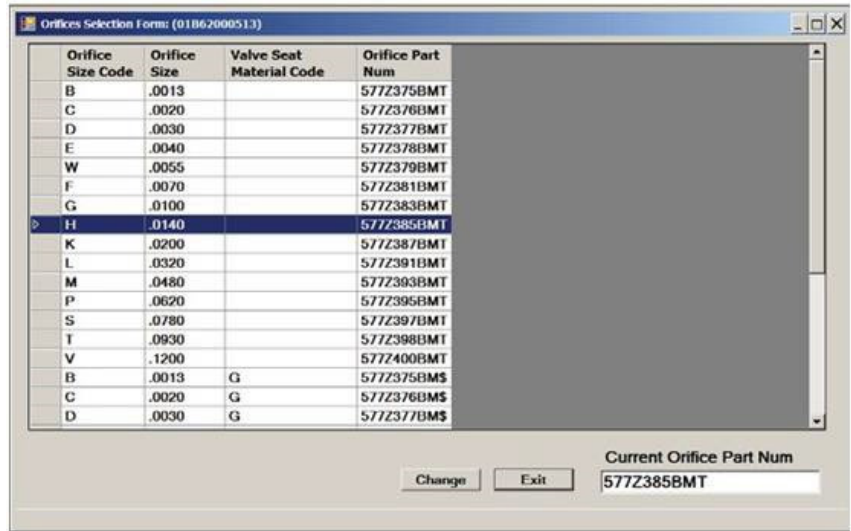 Orifices Selection Form: (01B62000513)
Orifice Size Code Orifice Size Valve Seat Material Code Orifice Part Num
B .0013 577Z375BMT
C .0020 577Z376BMT
D .0030 577Z377BMT
E .0040 577Z378BMT
W .0055 577Z379BMT
F .0070 577Z381BMT
G .0100 577Z383BMT
H .0140 577Z385BMT
K .0200 577Z387BMT
L .0320 577Z391BMT
M .0480 577Z393BMT
P .0620 577Z395BMT
S .0780 577Z397BMT
T .0930 577Z398BMT
V .1200 577Z400BMT
B .0013 G 577Z375BM$
C .0020 G 577Z376BM$
D .0030 G 577Z377BM$
Current Orifice Part Num
Change Exit 577Z385BMT